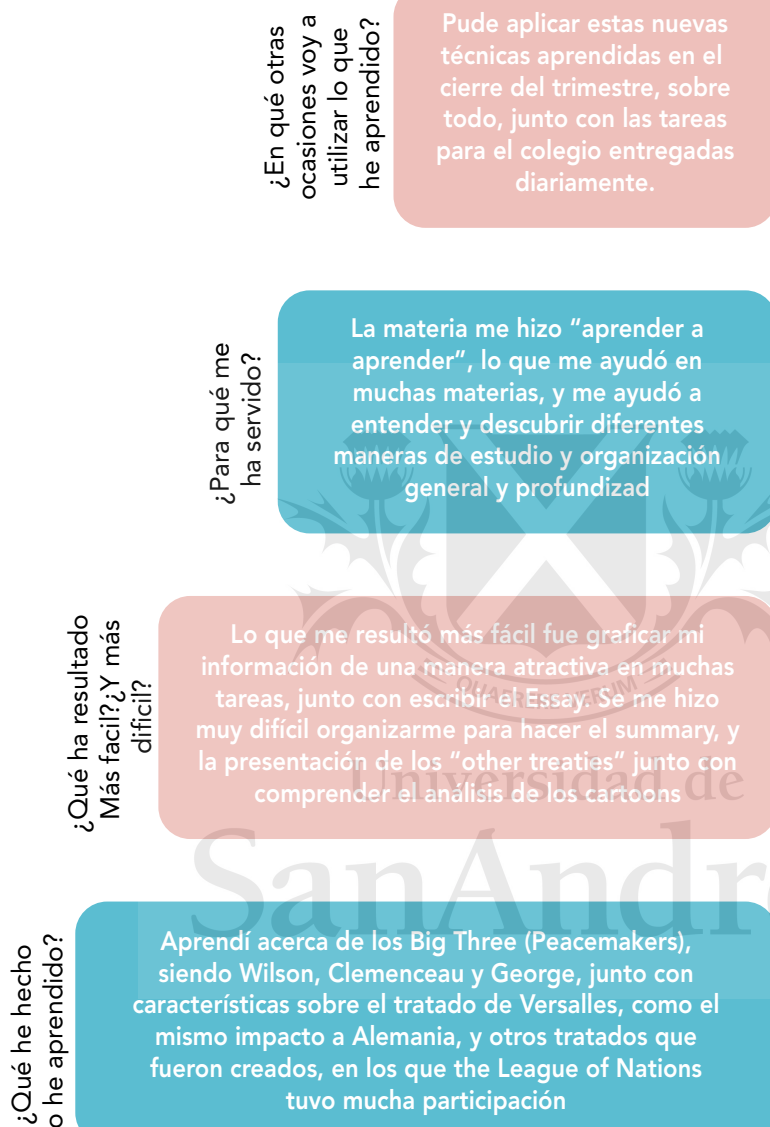 ¿En qué otras
ocasiones voy a
utilizar lo que
he aprendido?
Pude aplicar estas nuevas
técnicas aprendidas en el
cierre del trimestre, sobre
todo, junto con las tareas
para el colegio entregadas
diariamente.
¿Para qué me
ha servido?
La materia me hizo "aprender a
aprender", lo que me ayudó en
muchas materias, y me ayudó a
entender y descubrir diferentes
maneras de estudio y organización
general y profundizad
¿Qué ha resultado
Más facil?¿Y más
dificil?
Lo que me resultó más fácil fue graficar mi
información de una manera atractiva en muchas
tareas, junto con escribir el Essay. Se me hizo
muy difícil organizarme para hacer el summary, y
la presentación de los "other treaties" junto con
comprender el análisis de los cartoons
¿Qué he hecho
o he aprendido?
Aprendí acerca de los Big Three (Peacemakers),
siendo Wilson, Clemenceau y George, junto con
características sobre el tratado de Versalles, como el
mismo impacto a Alemania, y otros tratados que
fueron creados, en los que the League of Nations
tuvo mucha participación
Universidad de
SanAndr